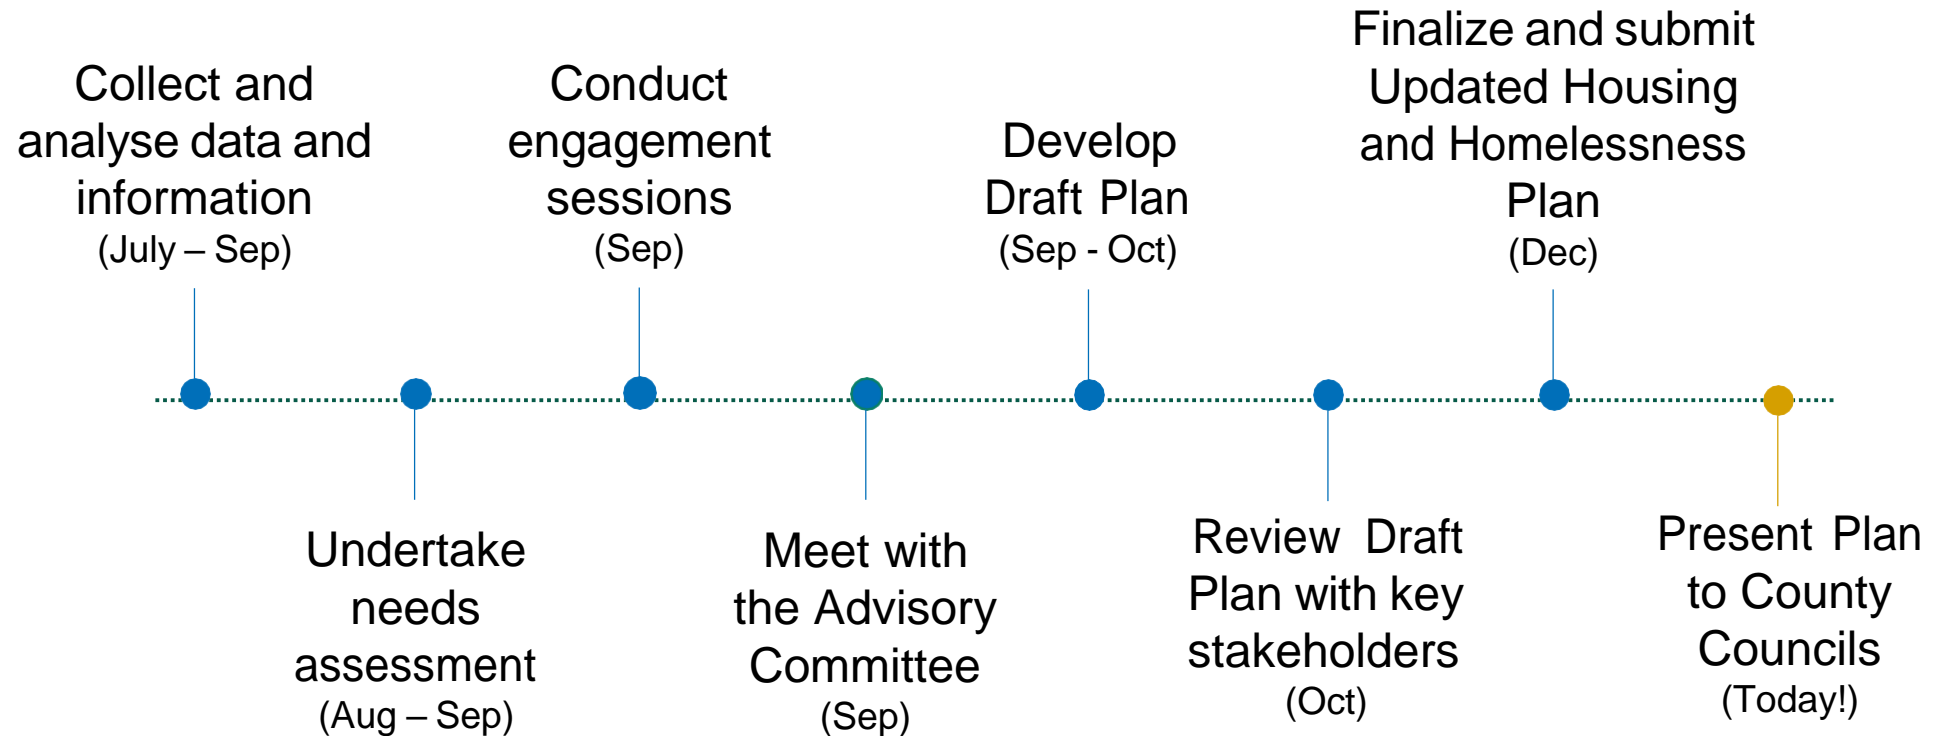 Collect and
analyse data and
information
(July – Sep)
Undertake
needs
assessment
(Aug – Sep)
Conduct
engagement
sessions
(Sep)
Meet with
the Advisory
Committee
(Sep)
Develop
Draft Plan
(Sep - Oct)
Review Draft
Plan with key
stakeholders
(Oct)
Finalize and submit
Updated Housing
and Homelessness
Plan
(Dec)
Present Plan
to County
Councils
(Today!)